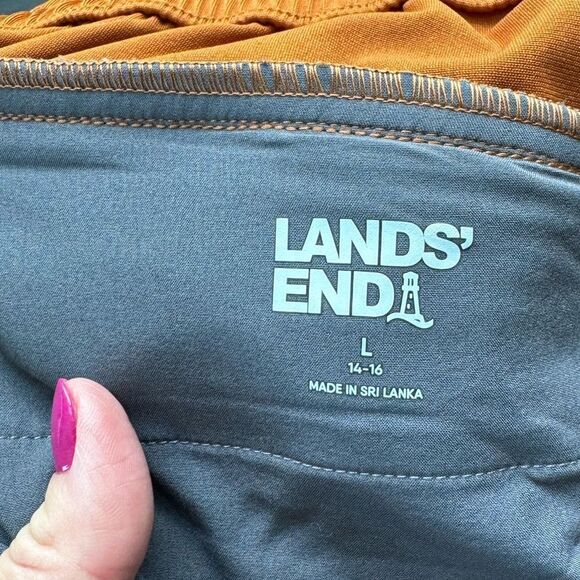 LANDS'
END
L
14-16
MADE IN SRI LANKA